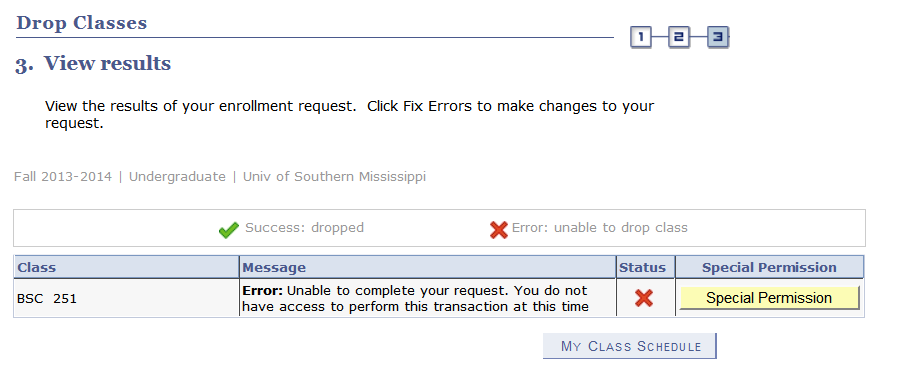 Drop Classes
1 2 3
3. View results
View the results of your enrollment request. Click Fix Errors to make changes to your
request.
Fall 2013-2014 | Undergraduate | Univ of Southern Mississippi
Success: dropped Error: unable to drop class
Class Message Status Special Permission
BSC 251 Error: Unable to complete your request. You do not
have access to perform this transaction at this time
Special Permission
My Class Schedule